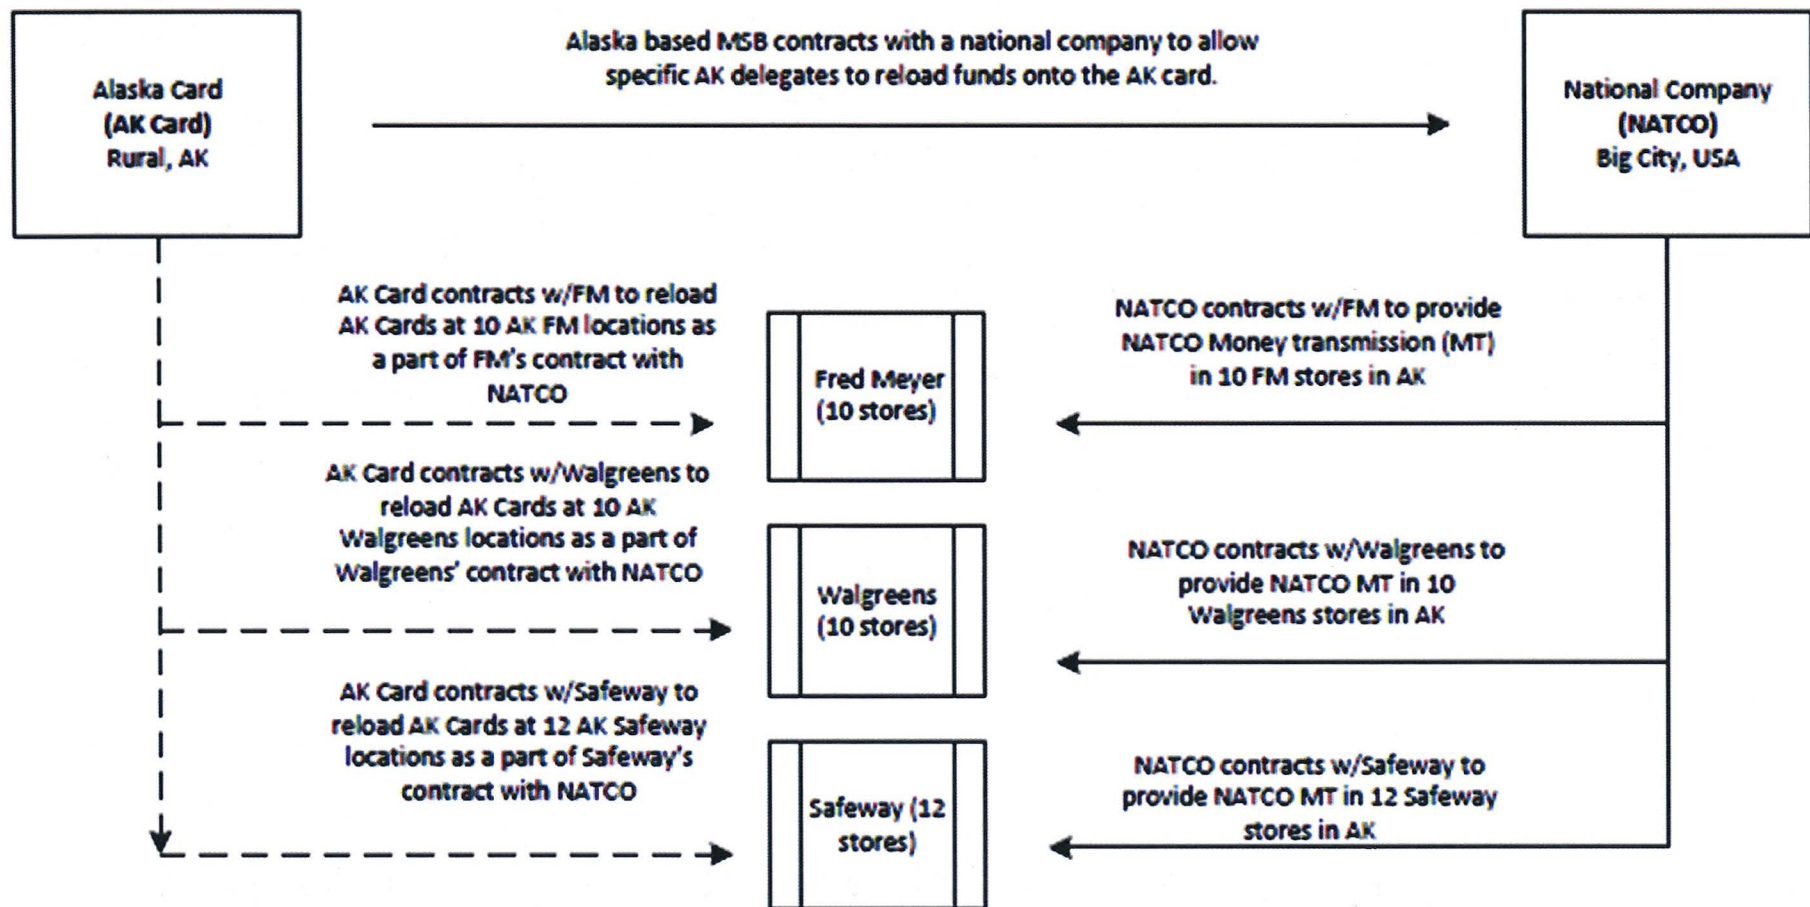 Alaska Card
(AK Card)
Rural, AK
Alaska based MSB contracts with a national company to allow
specific AK delegates to reload funds onto the AK card.
National Company
(NATCO)
Big City, USA
AK Card contracts w/FM to reload
AK Cards at 10 AK FM locations as
a part of FM's contract with
NATCO
Fred Meyer
(10 stores)
NATCO contracts w/FM to provide
NATCO Money transmission (MT)
in 10 FM stores in AK
AK Card contracts w/Walgreens to
reload AK Cards at 10 AK
Walgreens locations as a part of
Walgreens' contract with NATCO
Walgreens
(10 stores)
NATCO contracts w/Walgreens to
provide NATCO MT in 10
Walgreens stores in AK
AK Card contracts w/Safeway to
reload AK Cards at 12 AK Safeway
locations as a part of Safeway's
contract with NATCO
Safeway (12
stores)
NATCO contracts w/Safeway to
provide NATCO MT in 12 Safeway
stores in AK